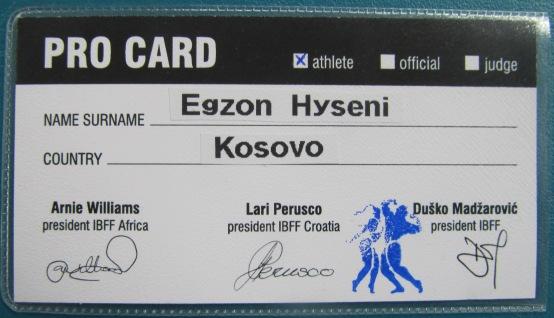 PRO CARD athlete official judge
NAME SURNAME Egzon Hyseni
COUNTRY Kosovo
Arnie Williams Lari Perusco Duško Madžarović
president IBFF Africa president IBFF Croatia president IBFF